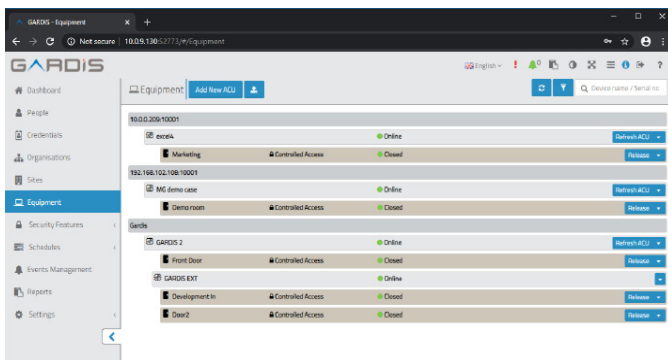 GARDiS - Equipment
Not secure | 10.0.9.130:52773/#/Equipment
GARDiS
English
Dashboard
Equipment
Add New ACU
Device name / Serial no
People
Credentials
Organisations
Sites
Equipment
Security Features
Schedules
Events Management
Reports
Settings
10.0.0.209:10001
excel4
Online
Refresh ACU
Marketing
Controlled Access
Closed
Release
192.168.102.108:10001
MG demo case
Online
Refresh ACU
Demo room
Controlled Access
Closed
Release
Gardis
GARDiS 2
Online
Refresh ACU
Front Door
Controlled Access
Closed
Release
GARDiS EXT
Online
Development In
Controlled Access
Closed
Release
Door2
Controlled Access
Closed
Release